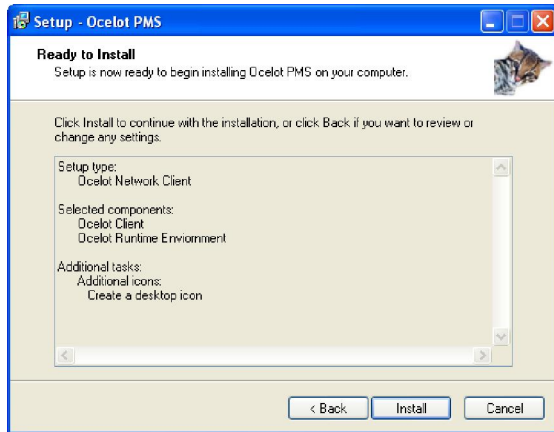 Setup - Ocelot PMS
Ready to Install
Setup is now ready to begin installing Ocelot PMS on your computer.
Click Install to continue with the installation, or click Back if you want to review or
change any settings.
Setup type:
Ocelot Network Client
Selected components:
Ocelot Client
Ocelot Runtime Enviornment
Additional tasks:
Additional icons:
Create a desktop icon
< Back
Install
Cancel